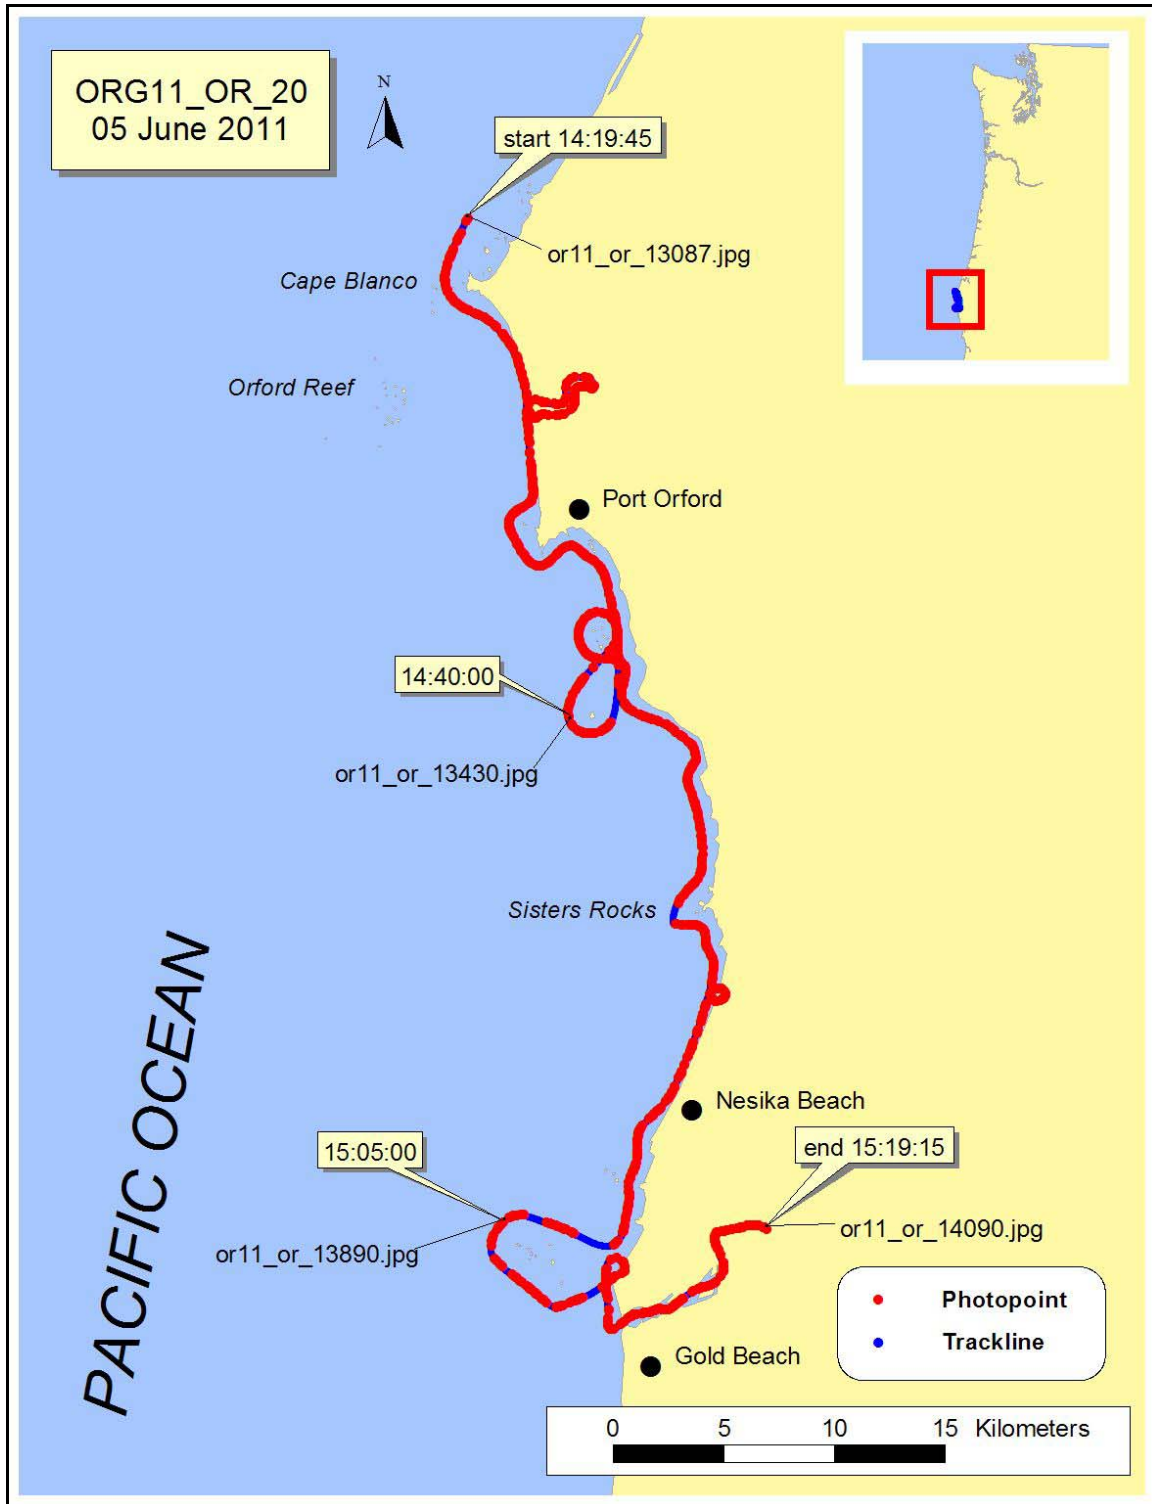 ORG11_OR_20
05 June 2011
N
start 14:19:45
or11_or_13087.jpg
Cape Blanco
Orford Reef
Port Orford
14:40:00
or11_or_13430.jpg
Sisters Rocks
PACIFIC OCEAN
Nesika Beach
15:05:00
end 15:19:15
or11_or_13890.jpg
or11_or_14090.jpg
Photopoint
Trackline
Gold Beach
0 5 10 15 Kilometers